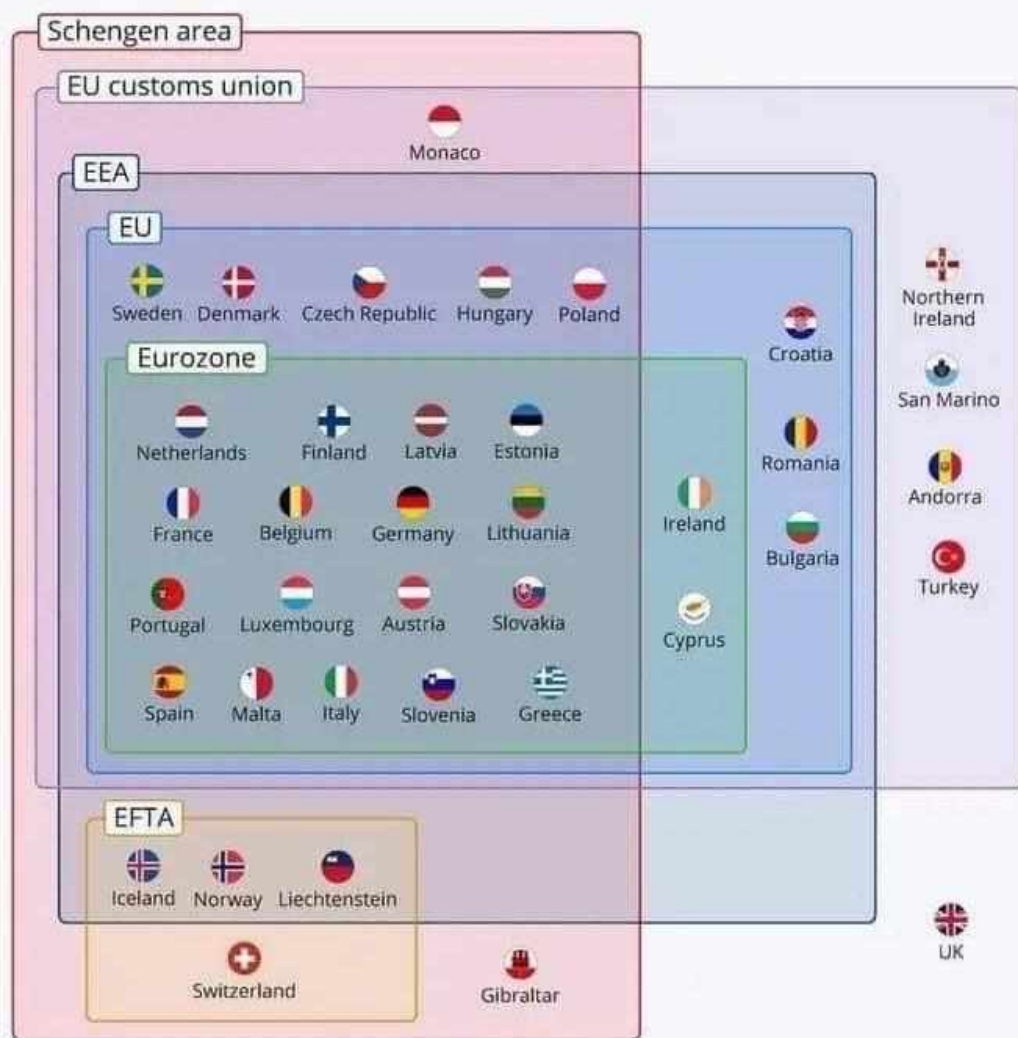 Schengen area
EU customs union
Monaco
EEA
EU
Sweden Denmark Czech Republic Hungary Poland
Northern
Ireland
Croatia
Eurozone
San Marino
Netherlands Finland Latvia Estonia
Romania
Andorra
France Belgium Germany Lithuania Ireland
Bulgaria
Turkey
Portugal Luxembourg Austria Slovakia Cyprus
Spain Malta Italy Slovenia Greece
EFTA
Iceland Norway Liechtenstein
UK
Switzerland Gibraltar